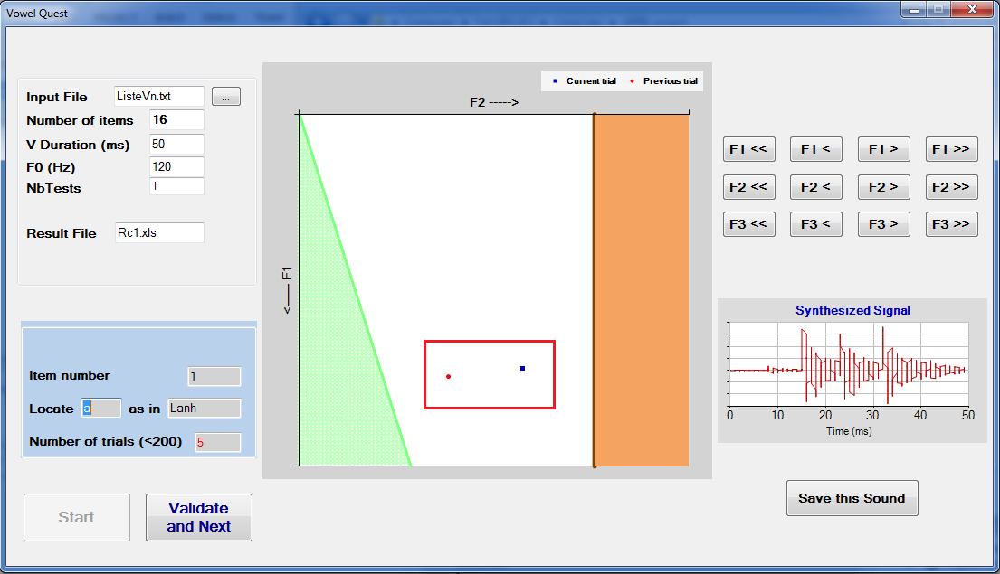 Vowel Quest
Input File ListeVn.txt ...
Number of items 16
V Duration (ms) 50
F0 (Hz) 120
NbTests 1
Result File Rc1.xls
Item number 1
Locate a as in Lanh
Number of trials (<200) 5
Start
Validate
and Next
Current trial Previous trial
F2 ----->
<----- F1
F1 << F1 < F1 > F1 >>
F2 << F2 < F2 > F2 >>
F3 << F3 < F3 > F3 >>
Synthesized Signal
0 10 20 30 40 50
Time (ms)
Save this Sound